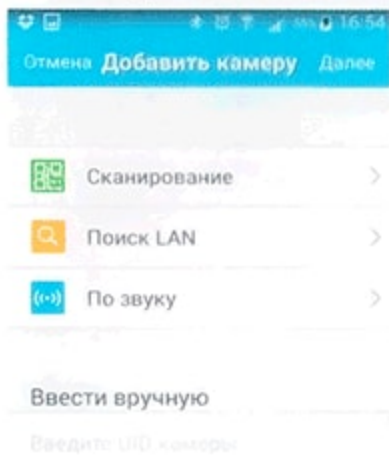 16:54
Отмена Добавить камеру Далее
Сканирование
Поиск LAN
По звуку
Ввести вручную
Введите UID камеры